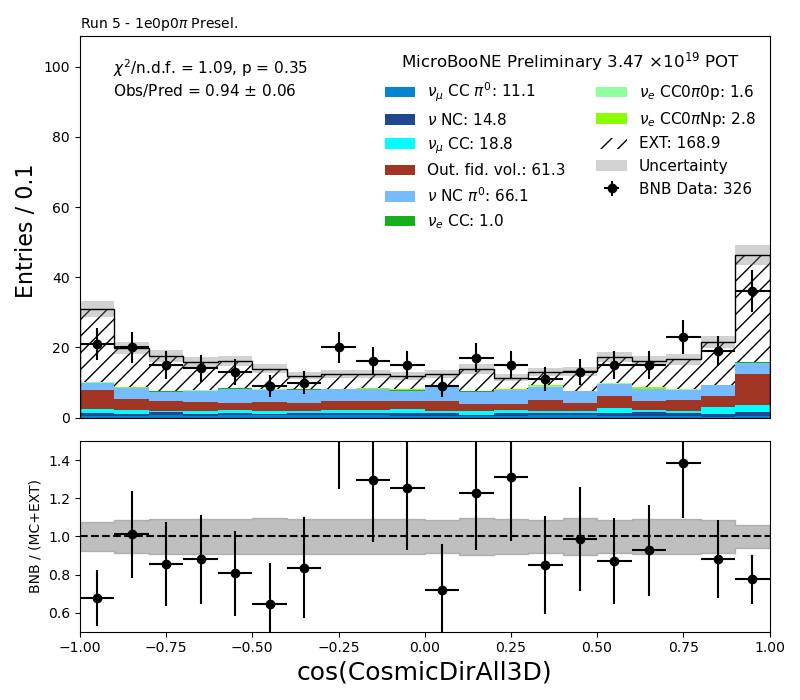 Run 5 - 1e0p0π Presel.
χ²/n.d.f. = 1.09, p = 0.35
Obs/Pred = 0.94 ± 0.06
MicroBooNE Preliminary 3.47 ×10¹⁹ POT
ν_μ CC π⁰: 11.1
ν NC: 14.8
ν_μ CC: 18.8
Out. fid. vol.: 61.3
ν NC π⁰: 66.1
ν_e CC: 1.0
ν_e CC0π0p: 1.6
ν_e CC0πNp: 2.8
EXT: 168.9
Uncertainty
BNB Data: 326
Entries / 0.1
100
80
60
40
20
0
BNB / (MC+EXT)
1.4
1.2
1.0
0.8
0.6
−1.00 −0.75 −0.50 −0.25 0.00 0.25 0.50 0.75 1.00
cos(CosmicDirAll3D)